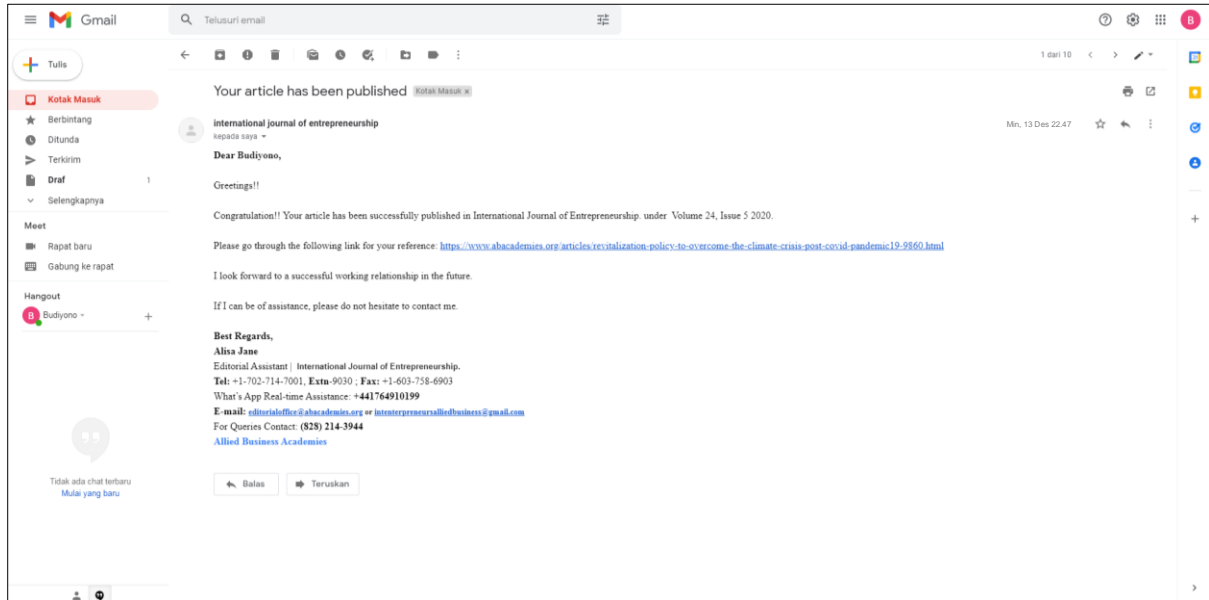 Gmail
Telusuri email
B
Tulis
1 dari 10
Kotak Masuk
Berbintang
Ditunda
Terkirim
Draf 1
Selengkapnya
Meet
Rapat baru
Gabung ke rapat
Hangout
B Budiyono
Tidak ada chat terbaru
Mulai yang baru
Your article has been published Kotak Masuk x
international journal of entrepreneurship Min, 13 Des 22.47
kepada saya
Dear Budiyono,
Greetings!!
Congratulation!! Your article has been successfully published in International Journal of Entrepreneurship. under Volume 24, Issue 5 2020.
Please go through the following link for your reference: https://www.abacademies.org/articles/revitalization-policy-to-overcome-the-climate-crisis-post-covid-pandemic19-9860.html
I look forward to a successful working relationship in the future.
If I can be of assistance, please do not hesitate to contact me.
Best Regards,
Alisa Jane
Editorial Assistant | International Journal of Entrepreneurship.
Tel: +1-702-714-7001, Extn-9030 ; Fax: +1-603-758-6903
What's App Real-time Assistance: +441764910199
E-mail: editorialoffice@abacademies.org or intenterpreneursalliedbusiness@gmail.com
For Queries Contact: (828) 214-3944
Allied Business Academies
Balas Teruskan